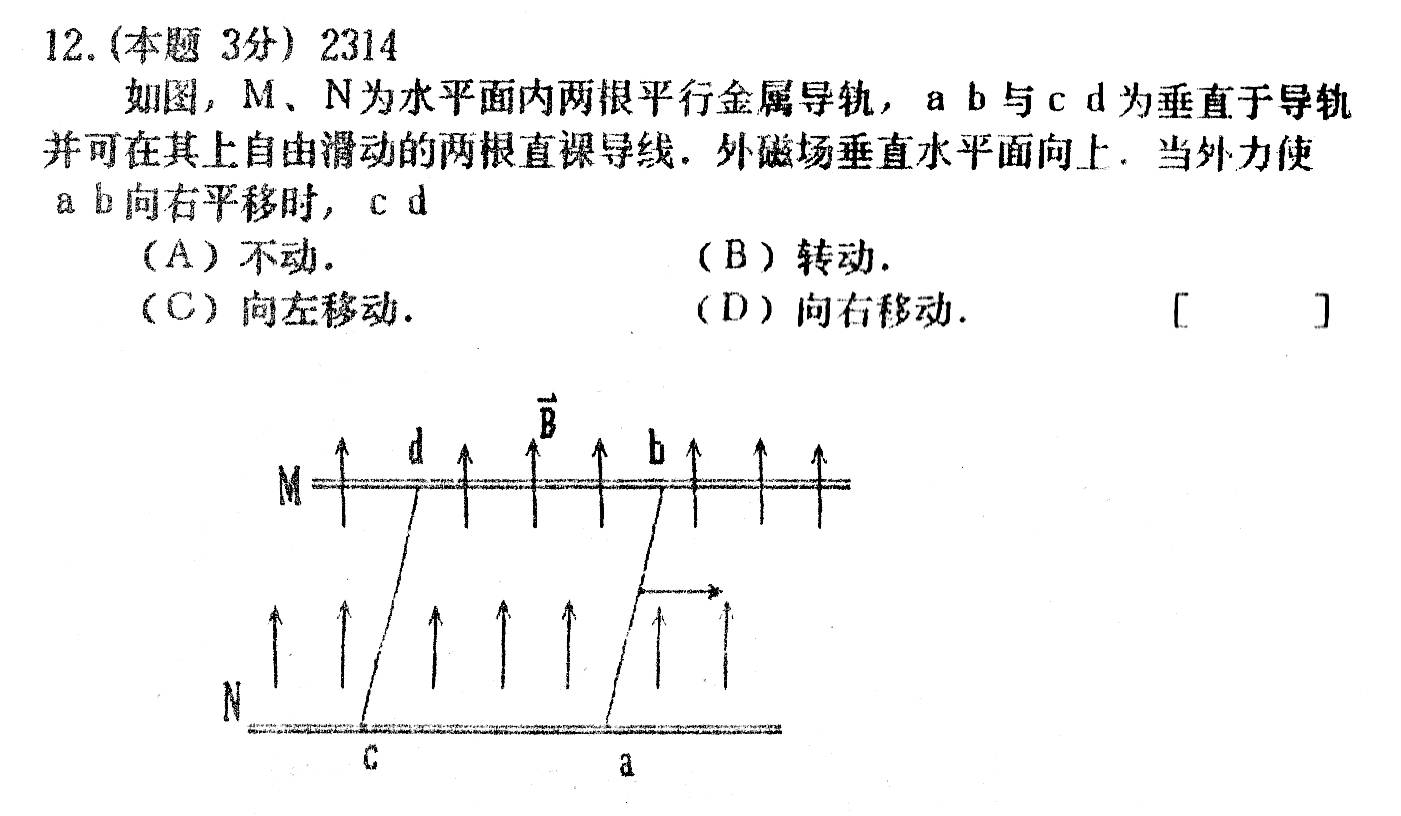 12.(本题 3分) 2314
如图，M、N为水平面内两根平行金属导轨，a b与c d为垂直于导轨
并可在其上自由滑动的两根直裸导线．外磁场垂直水平面向上．当外力使
a b向右平移时，c d
（A）不动．　（B）转动．
（C）向左移动．　（D）向右移动．　[　]
B
d
b
M
N
c
a